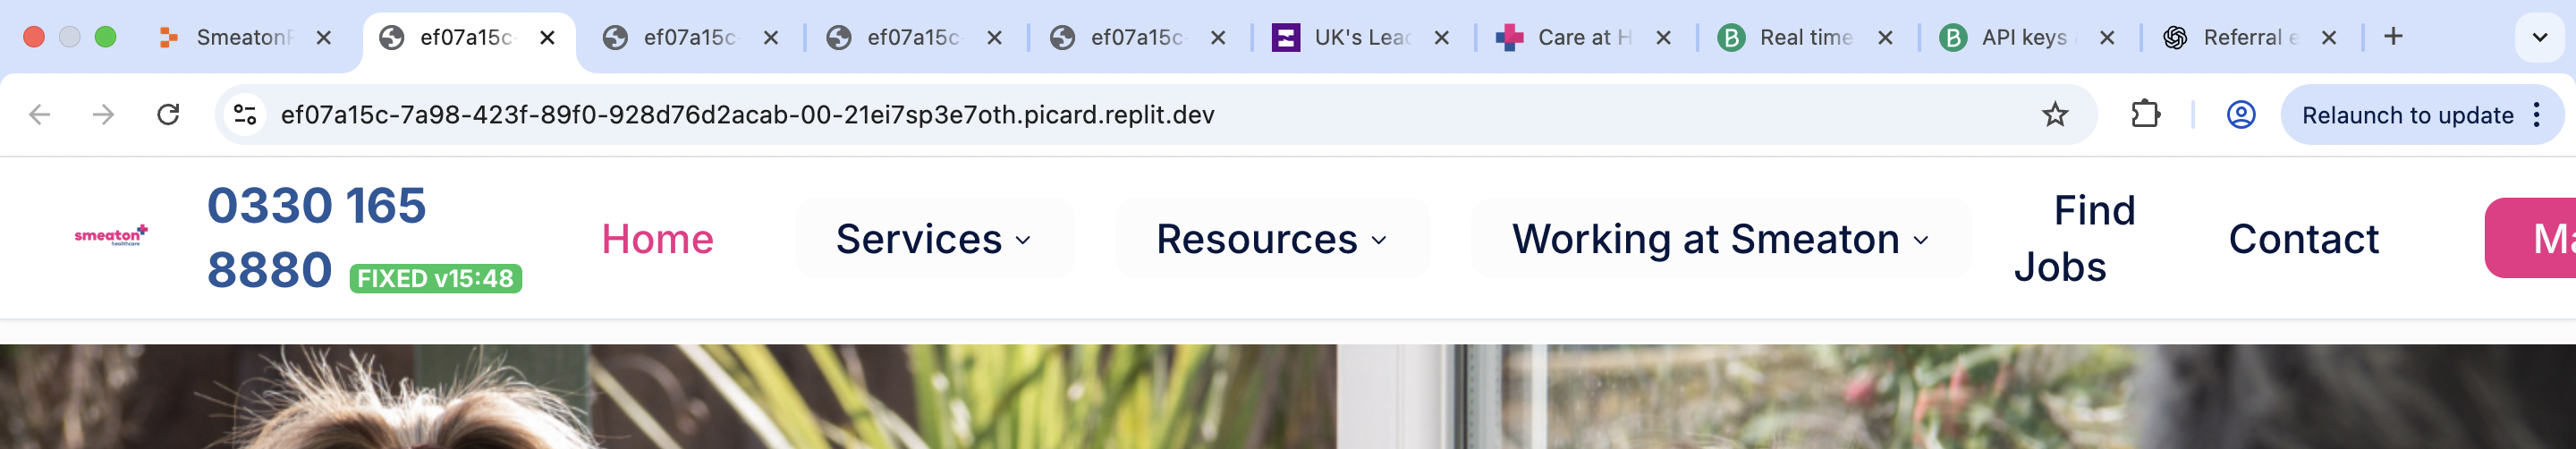 SmeatonF
ef07a15c-
ef07a15c-
ef07a15c-
ef07a15c-
UK's Lead
Care at H
Real time
API keys
Referral e
ef07a15c-7a98-423f-89f0-928d76d2acab-00-21ei7sp3e7oth.picard.replit.dev
Relaunch to update
smeaton
healthcare
0330 165
8880 FIXED v15:48
Home
Services
Resources
Working at Smeaton
Find
Jobs
Contact
Ma